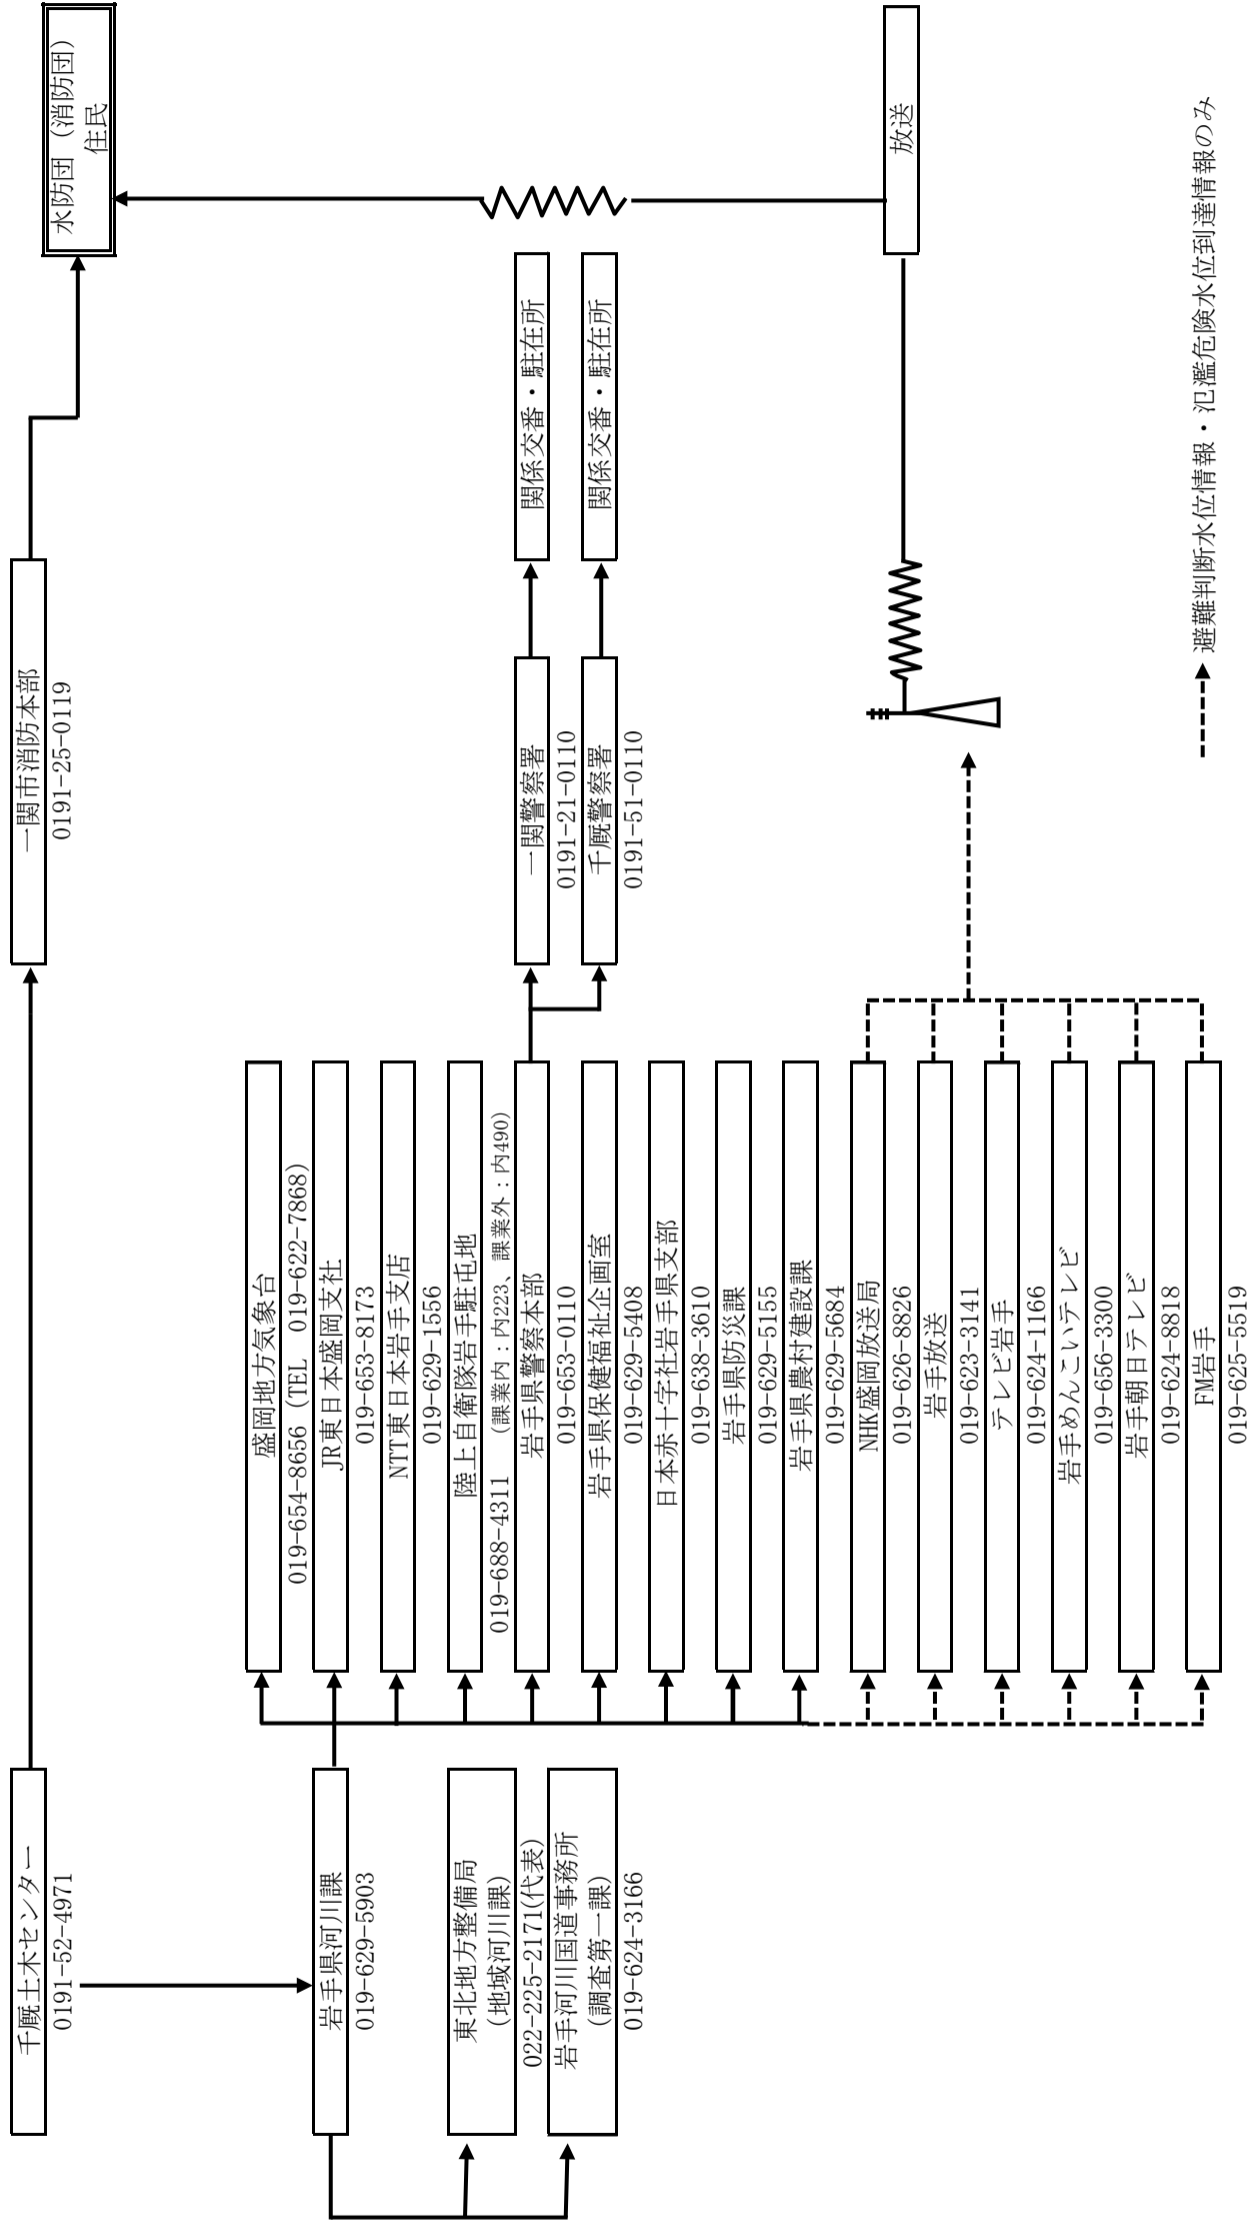 千厩土木センター
0191-52-4971
一関市消防本部
0191-25-0119
水防団（消防団）
住民
岩手県河川課
019-629-5903
東北地方整備局
(地域河川課)
022-225-2171(代表)
岩手河川国道事務所
(調査第一課)
019-624-3166
盛岡地方気象台
019-654-8656（TEL　019-622-7868）
JR東日本盛岡支社
019-653-8173
NTT東日本岩手支店
019-629-1556
陸上自衛隊岩手駐屯地
019-688-4311　（課業内：内223、課業外：内490）
岩手県警察本部
019-653-0110
岩手県保健福祉企画室
019-629-5408
日本赤十字社岩手県支部
019-638-3610
岩手県防災課
019-629-5155
岩手県農村建設課
019-629-5684
NHK盛岡放送局
019-626-8826
岩手放送
019-623-3141
テレビ岩手
019-624-1166
岩手めんこいテレビ
019-656-3300
岩手朝日テレビ
019-624-8818
FM岩手
019-625-5519
一関警察署
0191-21-0110
千厩警察署
0191-51-0110
関係交番・駐在所
関係交番・駐在所
放送
避難判断水位情報・氾濫危険水位到達情報のみ